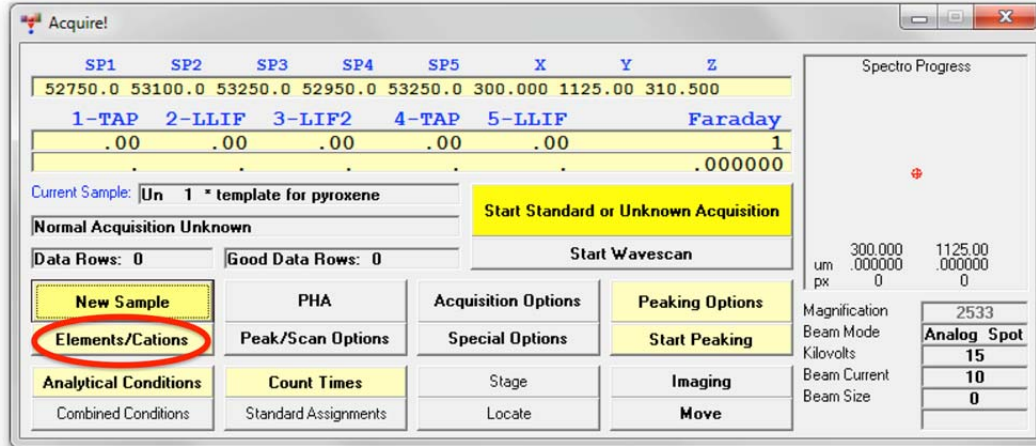 Acquire!
SP1 SP2 SP3 SP4 SP5 X Y Z
52750.0 53100.0 53250.0 52950.0 53250.0 300.000 1125.00 310.500
1-TAP 2-LLIF 3-LIF2 4-TAP 5-LLIF Faraday
.00 .00 .00 .00 .00 1
. . . . . .000000
Current Sample: Un 1 * template for pyroxene
Normal Acquisition Unknown
Data Rows: 0 Good Data Rows: 0
Start Standard or Unknown Acquisition
Start Wavescan
New Sample PHA Acquisition Options Peaking Options
Elements/Cations Peak/Scan Options Special Options Start Peaking
Analytical Conditions Count Times Stage Imaging
Combined Conditions Standard Assignments Locate Move
Spectro Progress
300.000 1125.00
um .000000 .000000
px 0 0
Magnification 2533
Beam Mode Analog Spot
Kilovolts 15
Beam Current 10
Beam Size 0